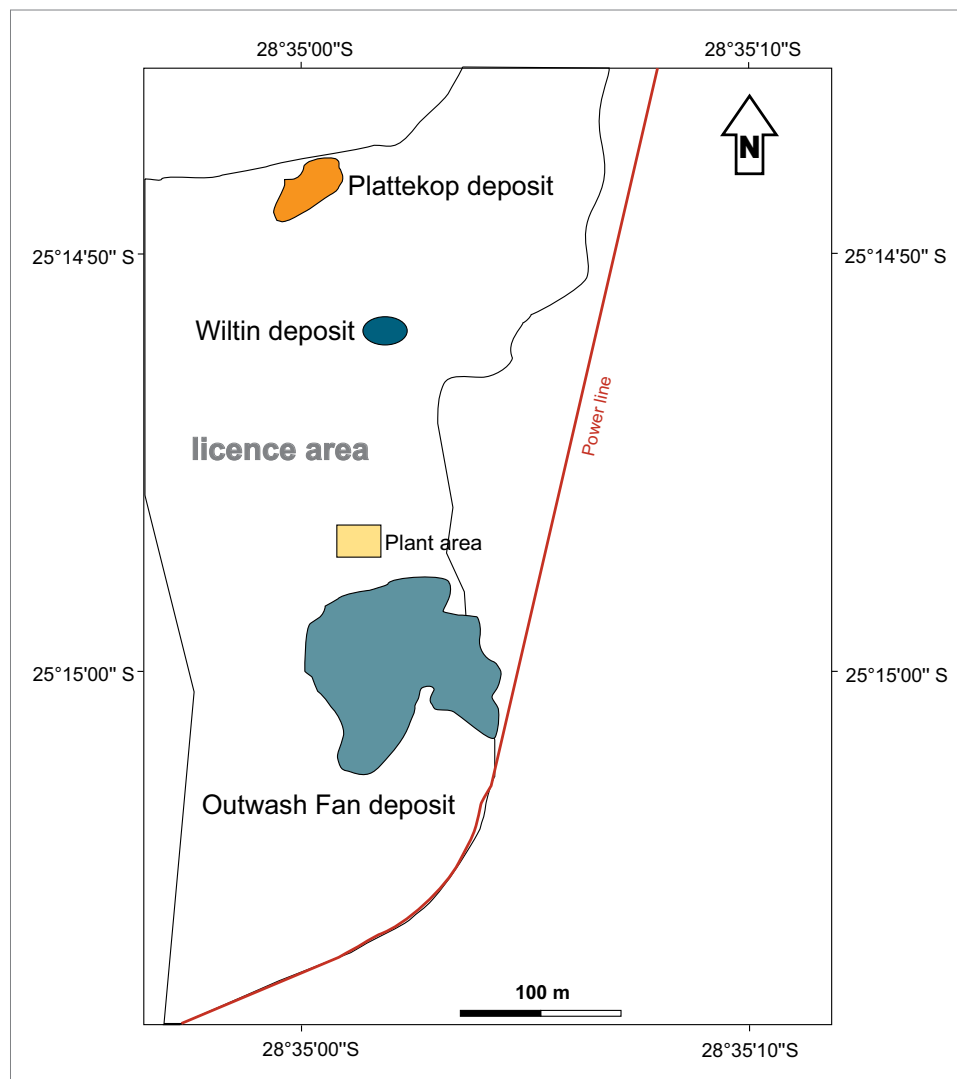 28°35'00"S
28°35'10"S
N
Plattekop deposit
25°14'50" S
25°14'50" S
Wiltin deposit
Power line
licence area
Plant area
25°15'00" S
25°15'00" S
Outwash Fan deposit
100 m
28°35'00"S
28°35'10"S